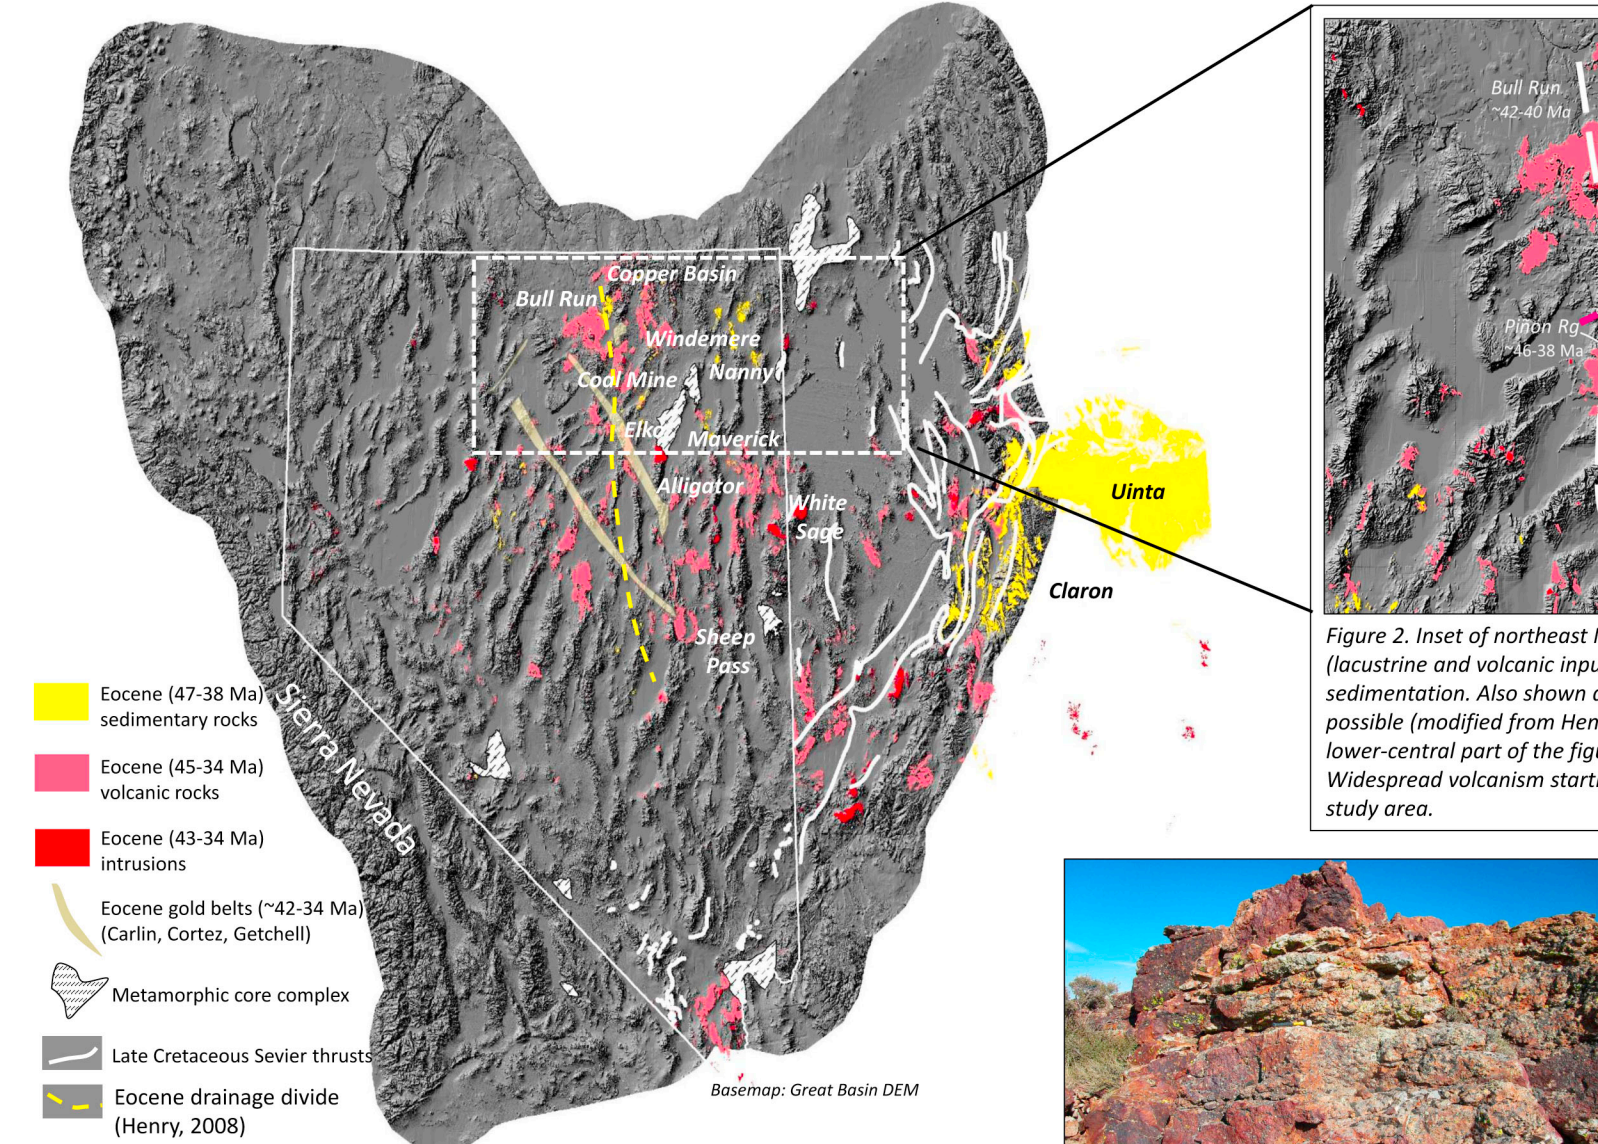 Copper Basin
Bull Run
Windemere
Nanny
Coal Mine
Elko
Maverick
Alligator
White
Sage
Uinta
Claron
Sheep
Pass
Sierra Nevada
Eocene (47-38 Ma)
sedimentary rocks
Eocene (45-34 Ma)
volcanic rocks
Eocene (43-34 Ma)
intrusions
Eocene gold belts (~42-34 Ma)
(Carlin, Cortez, Getchell)
Metamorphic core complex
Late Cretaceous Sevier thrusts
Eocene drainage divide
(Henry, 2008)
Basemap: Great Basin DEM
Bull Run
~42-40 Ma
Piñon Rg
~46-38 Ma
Figure 2. Inset of northeast
(lacustrine and volcanic inpu
sedimentation. Also shown
possible (modified from Hen
lower-central part of the figu
Widespread volcanism starti
study area.